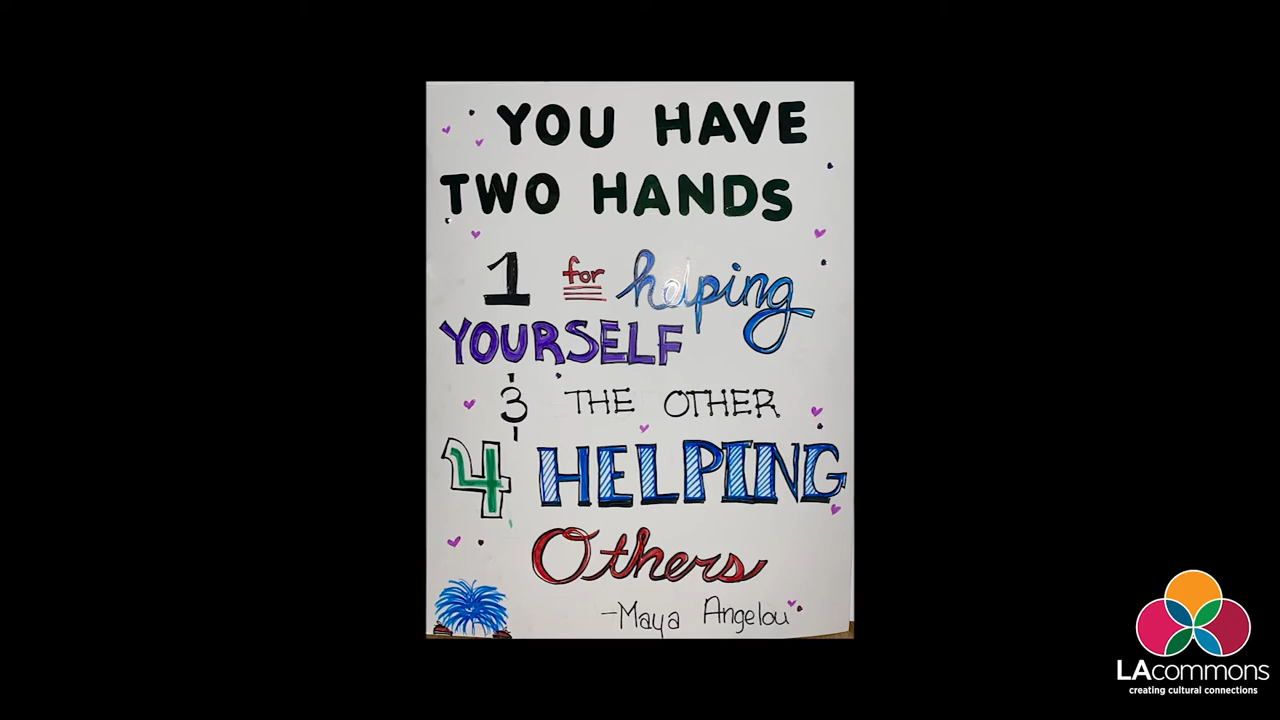 YOU HAVE
TWO HANDS
1 for helping
YOURSELF
& THE OTHER
4 HELPING
Others
-Maya Angelou
LAcommons
creating cultural connections